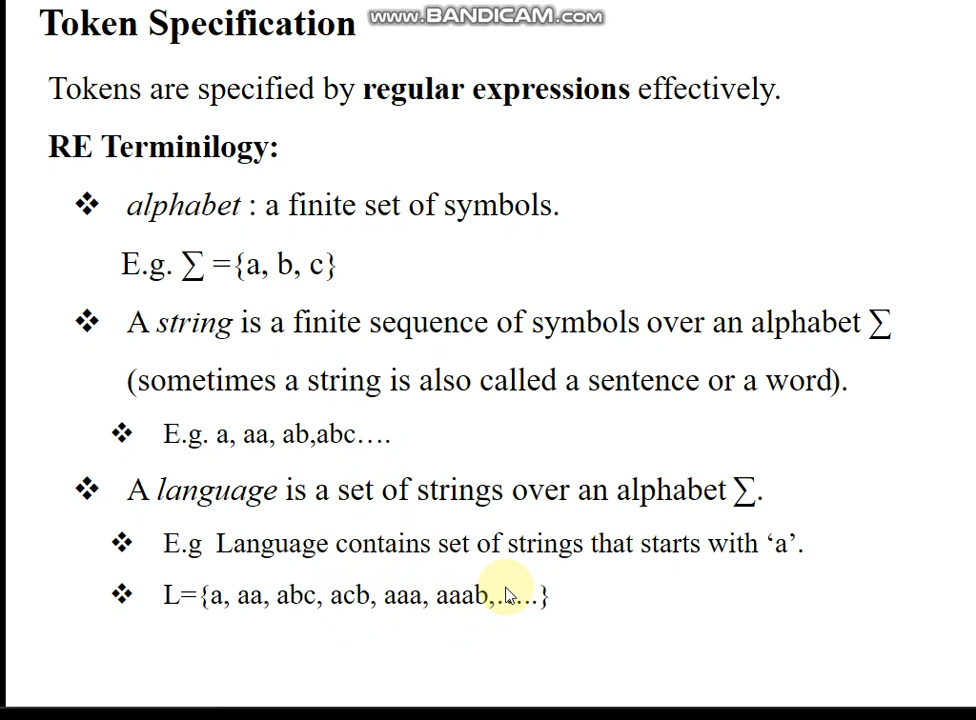 Token Specification
www.BANDICAM.com
Tokens are specified by regular expressions effectively.
RE Terminilogy:
❖ alphabet : a finite set of symbols.
E.g. ∑ ={a, b, c}
❖ A string is a finite sequence of symbols over an alphabet ∑
(sometimes a string is also called a sentence or a word).
❖ E.g. a, aa, ab,abc….
❖ A language is a set of strings over an alphabet ∑.
❖ E.g Language contains set of strings that starts with ‘a’.
❖ L={a, aa, abc, acb, aaa, aaab,......}